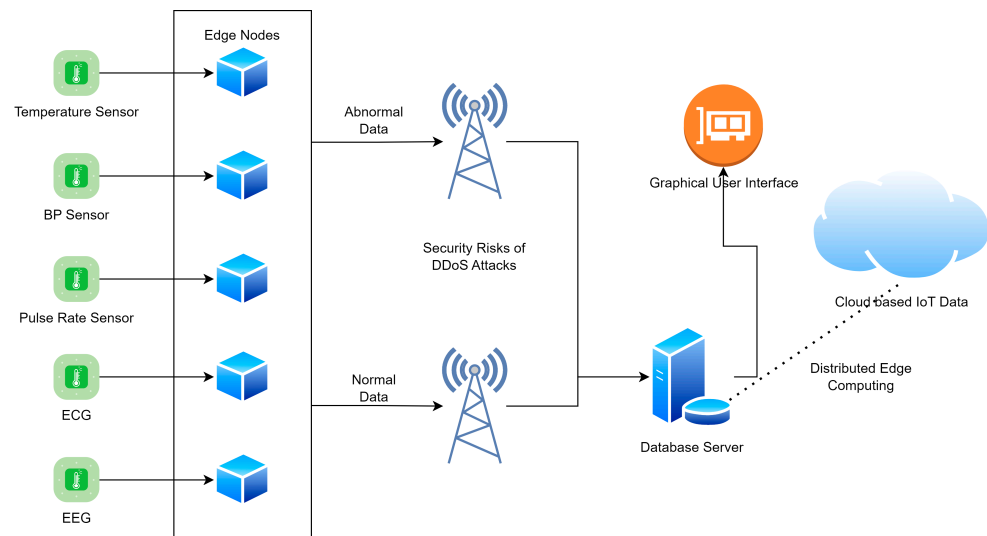 Edge Nodes
Temperature Sensor
BP Sensor
Pulse Rate Sensor
ECG
EEG
Abnormal
Data
Security Risks of
DDoS Attacks
Normal
Data
Graphical User Interface
Cloud based IoT Data
Distributed Edge
Computing
Database Server